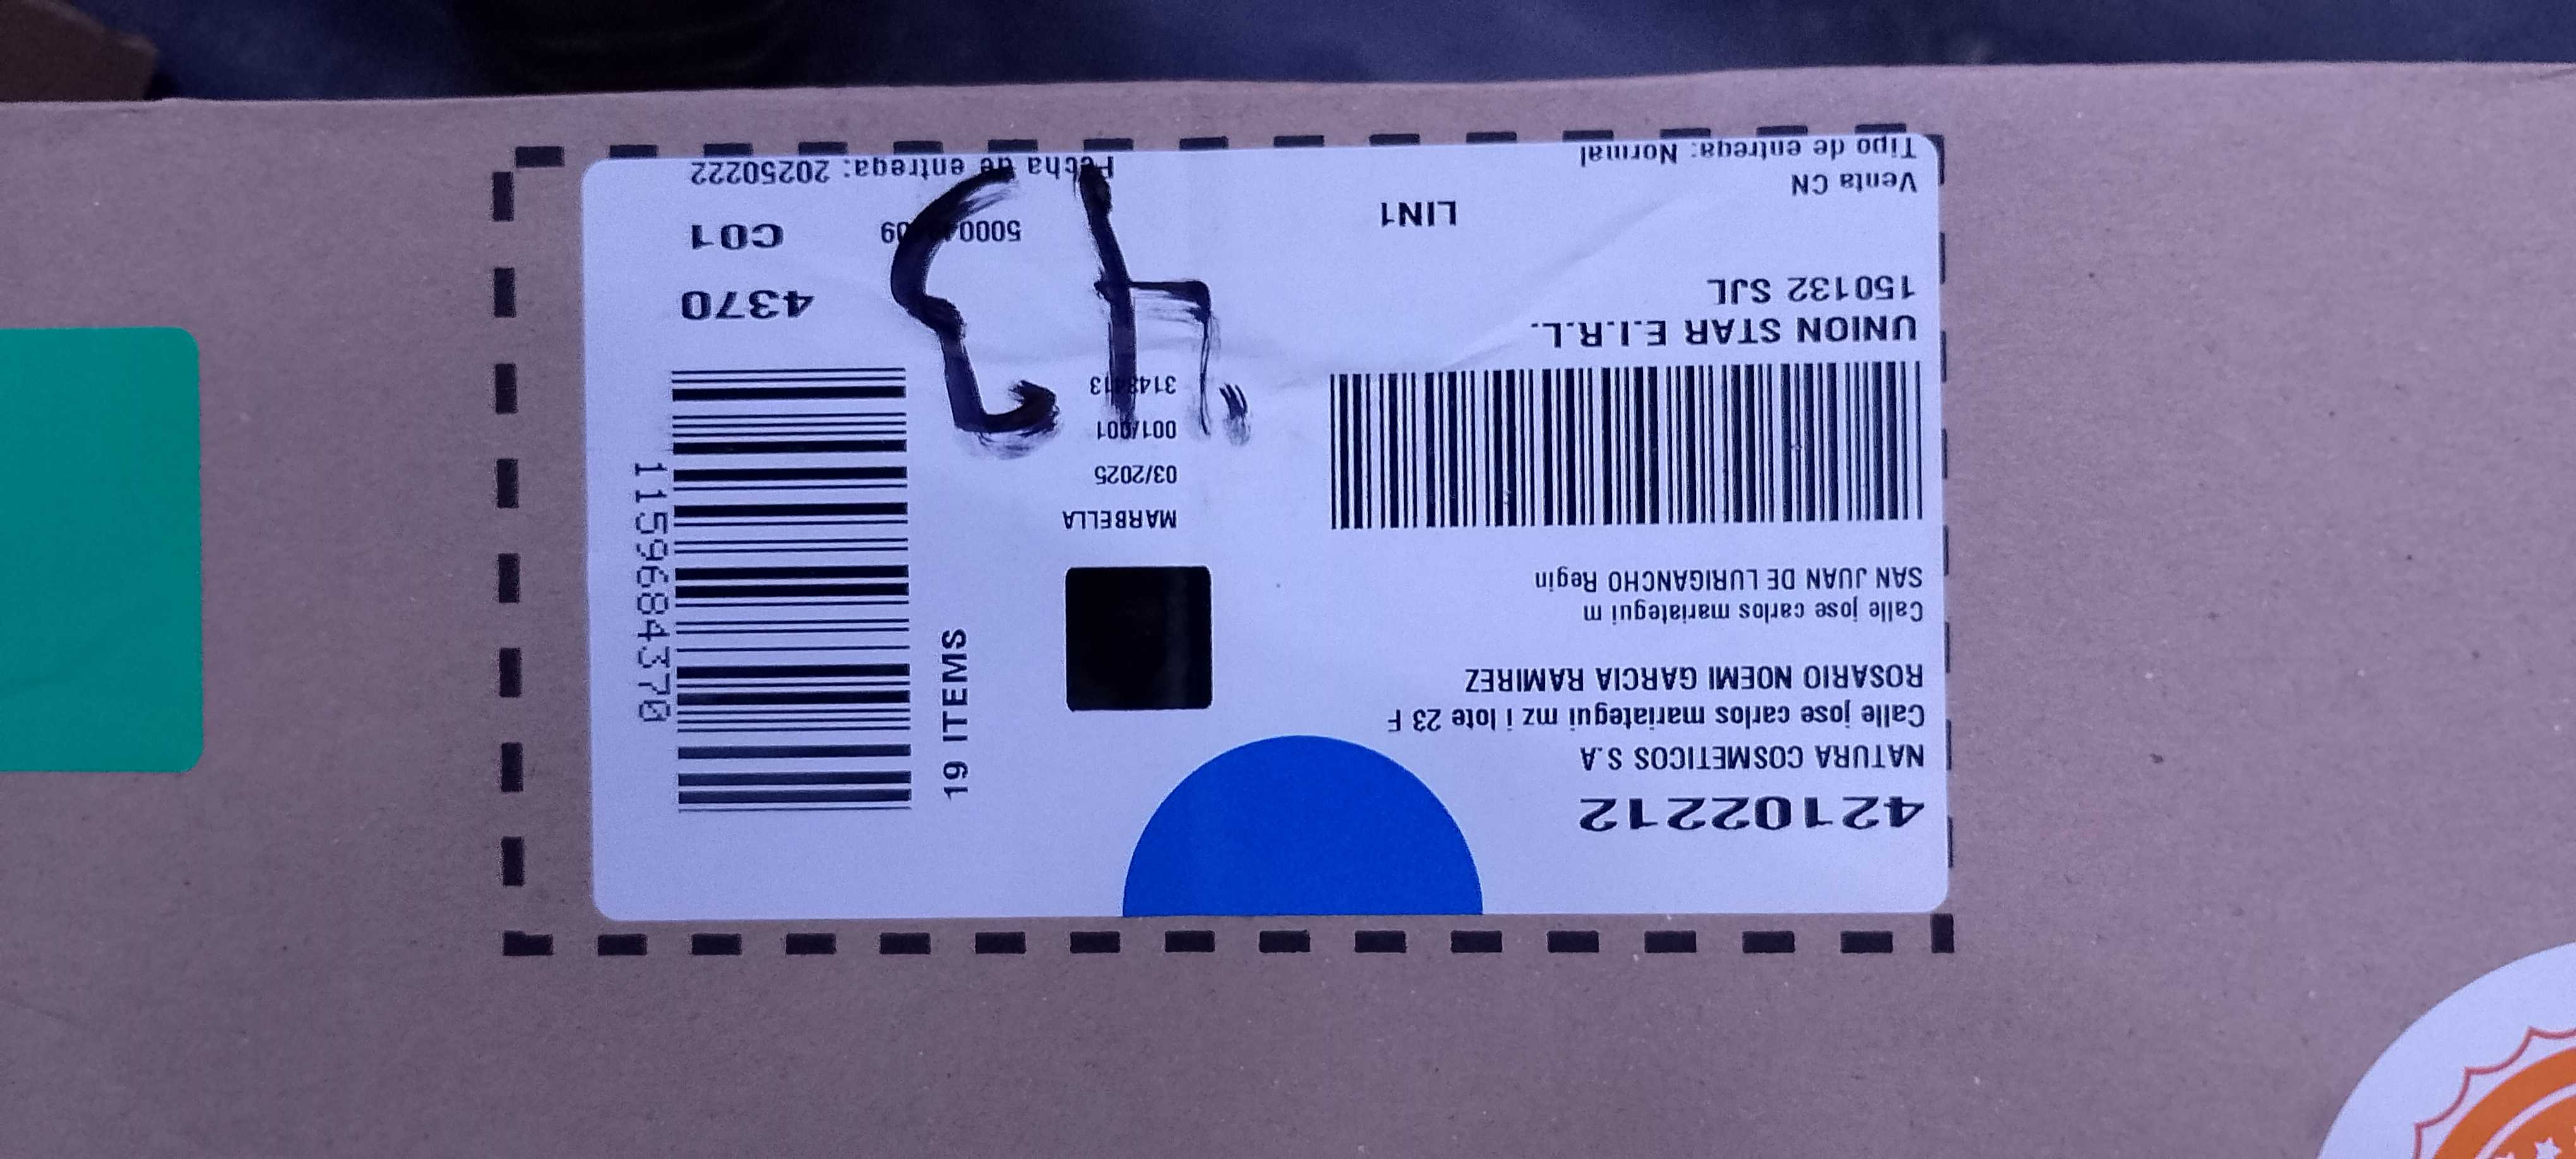 42102212
NATURA COSMETICOS S.A
Calle jose carlos mariategui mz i lote 23 F
ROSARIO NOEMI GARCIA RAMIREZ
Calle jose carlos mariategui m
SAN JUAN DE LURIGANCHO Regin
UNION STAR E.I.R.L.
150132 SJL
Venta CN
Tipo de entrega: Normal
LIN1
MARBELLA
03/2025
001/001
19 ITEMS
1159684370
4370
C01
Fecha de entrega: 20250222